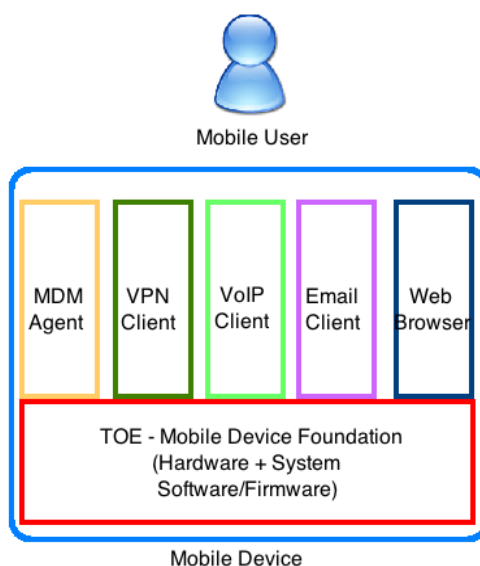 Mobile User
MDM
Agent
VPN
Client
VoIP
Client
Email
Client
Web
Browser
TOE - Mobile Device Foundation
(Hardware + System
Software/Firmware)
Mobile Device